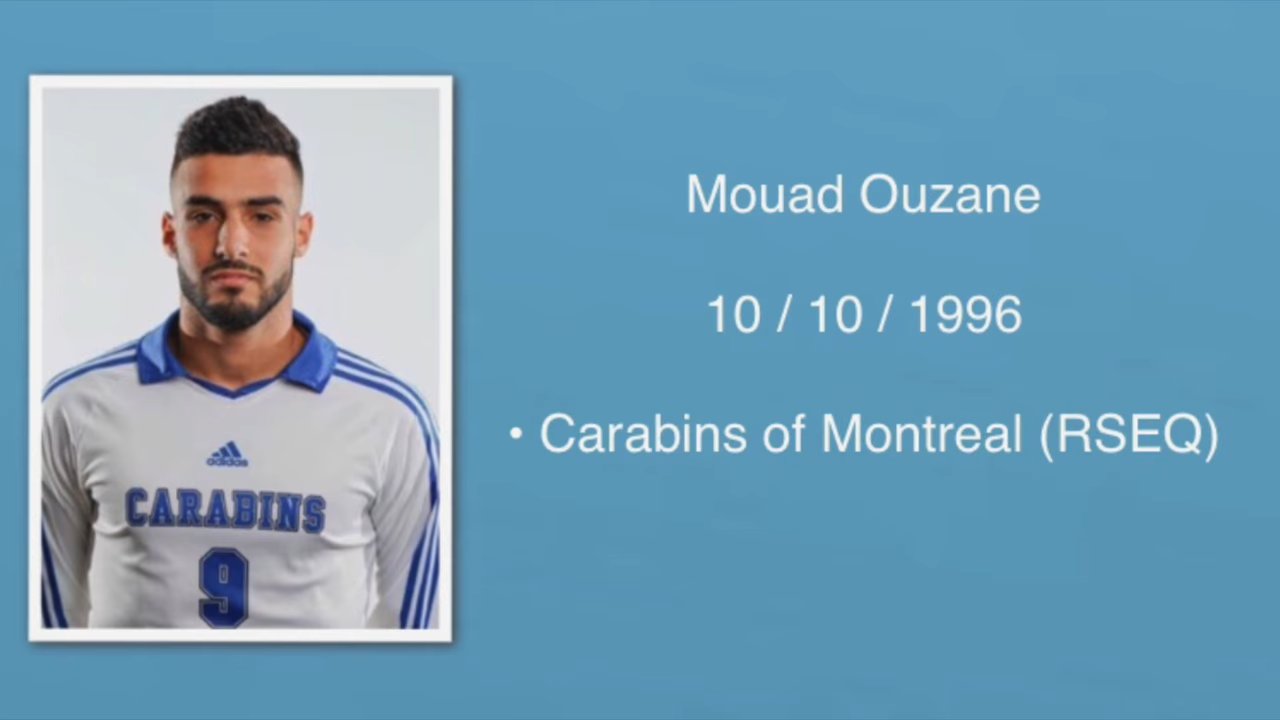 Mouad Ouzane
10 / 10 / 1996
• Carabins of Montreal (RSEQ)
adidas
CARABINS
9